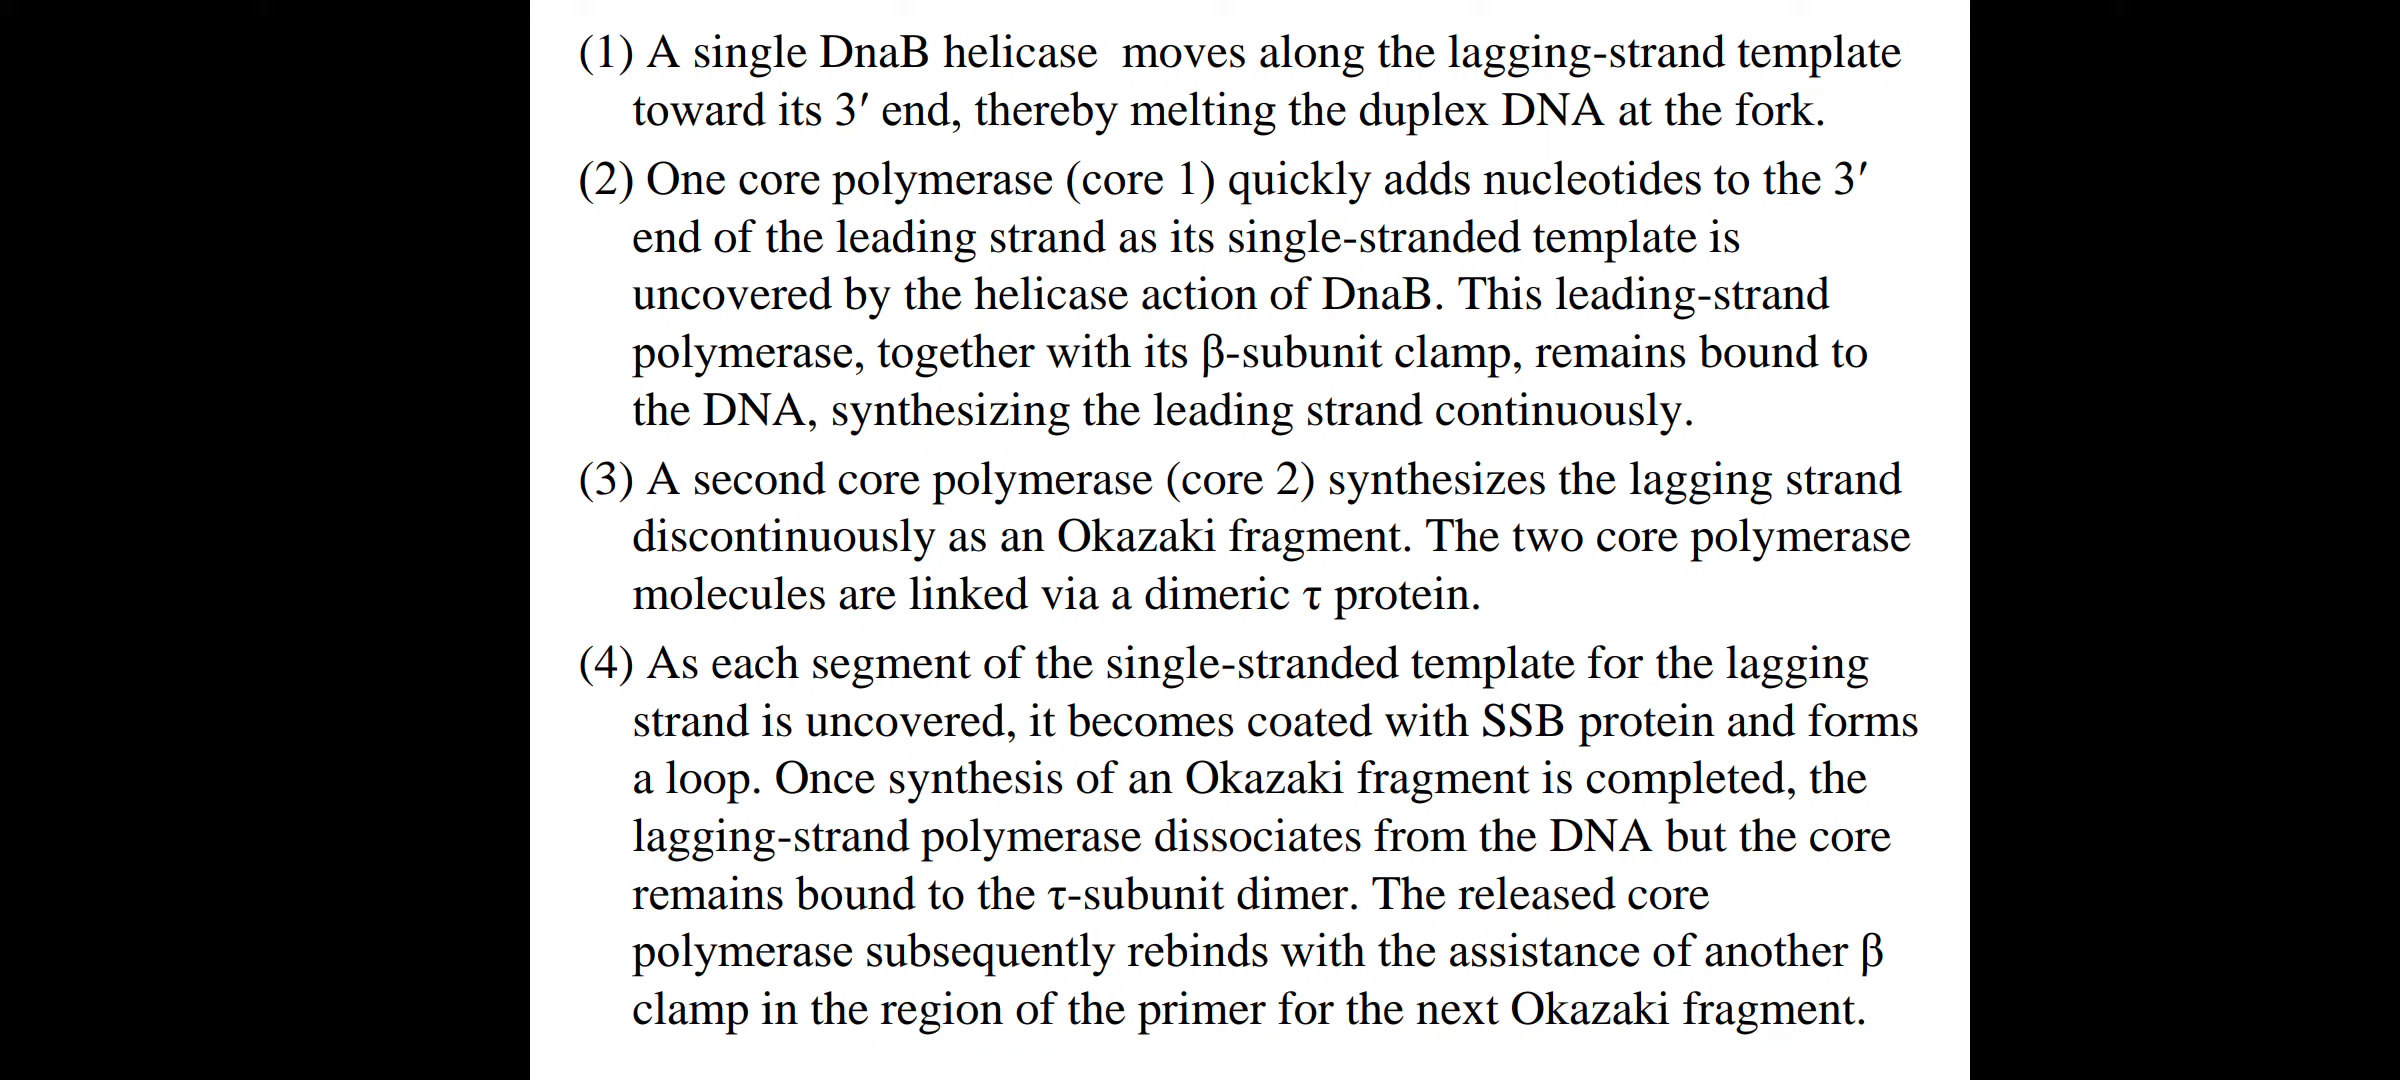 (1) A single DnaB helicase moves along the lagging-strand template
toward its 3′ end, thereby melting the duplex DNA at the fork.
(2) One core polymerase (core 1) quickly adds nucleotides to the 3′
end of the leading strand as its single-stranded template is
uncovered by the helicase action of DnaB. This leading-strand
polymerase, together with its β-subunit clamp, remains bound to
the DNA, synthesizing the leading strand continuously.
(3) A second core polymerase (core 2) synthesizes the lagging strand
discontinuously as an Okazaki fragment. The two core polymerase
molecules are linked via a dimeric τ protein.
(4) As each segment of the single-stranded template for the lagging
strand is uncovered, it becomes coated with SSB protein and forms
a loop. Once synthesis of an Okazaki fragment is completed, the
lagging-strand polymerase dissociates from the DNA but the core
remains bound to the τ-subunit dimer. The released core
polymerase subsequently rebinds with the assistance of another β
clamp in the region of the primer for the next Okazaki fragment.